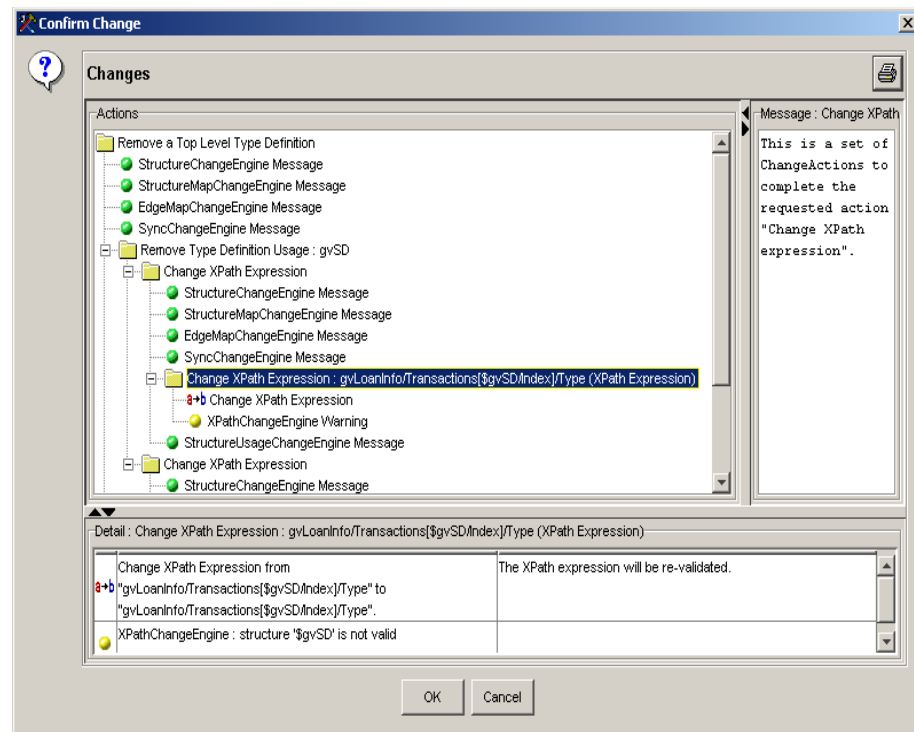 Confirm Change
Changes
Actions
Remove a Top Level Type Definition
StructureChangeEngine Message
StructureMapChangeEngine Message
EdgeMapChangeEngine Message
SyncChangeEngine Message
Remove Type Definition Usage : gvSD
Change XPath Expression
StructureChangeEngine Message
StructureMapChangeEngine Message
EdgeMapChangeEngine Message
SyncChangeEngine Message
Change XPath Expression : gvLoanInfo/Transactions[$gvSD/Index]/Type (XPath Expression)
a→b Change XPath Expression
XPathChangeEngine Warning
StructureUsageChangeEngine Message
Change XPath Expression
StructureChangeEngine Message
Message : Change XPath
This is a set of
ChangeActions to
complete the
requested action
"Change XPath
expression".
Detail : Change XPath Expression : gvLoanInfo/Transactions[$gvSD/Index]/Type (XPath Expression)
Change XPath Expression from
a→b "gvLoanInfo/Transactions[$gvSD/Index]/Type" to
"gvLoanInfo/Transactions[$gvSD/Index]/Type".
The XPath expression will be re-validated.
XPathChangeEngine : structure '$gvSD' is not valid
OK
Cancel